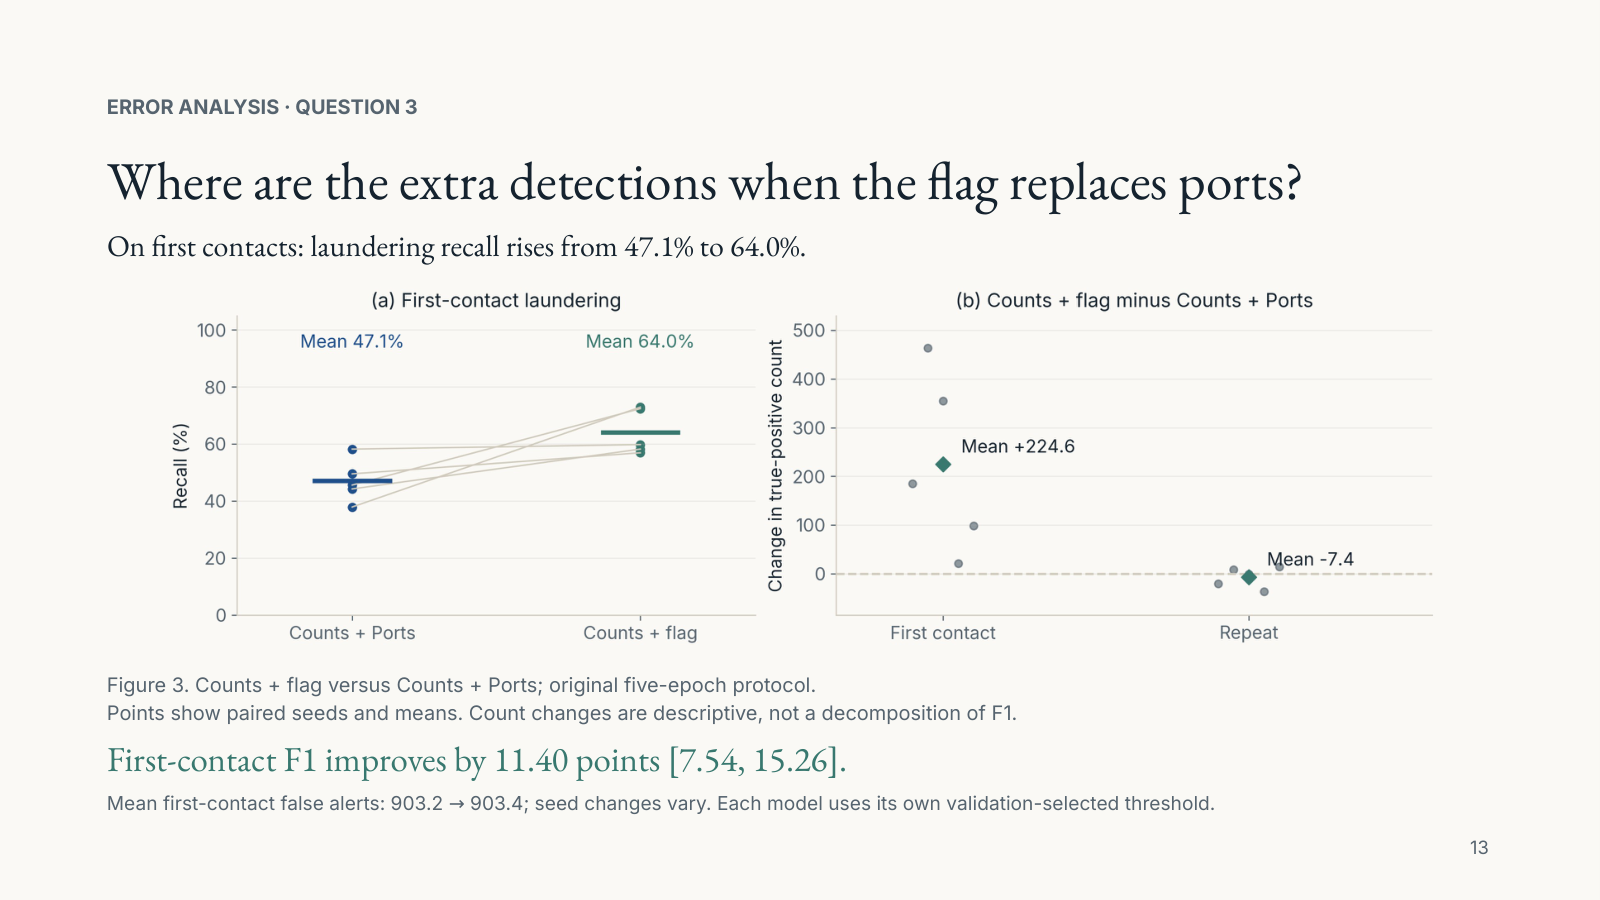 ERROR ANALYSIS · QUESTION 3
Where are the extra detections when the flag replaces ports?
On first contacts: laundering recall rises from 47.1% to 64.0%.
(a) First-contact laundering
Mean 47.1%
Mean 64.0%
Recall (%)
100
80
60
40
20
0
Counts + Ports
Counts + flag
(b) Counts + flag minus Counts + Ports
Change in true-positive count
500
400
300
200
100
0
Mean +224.6
Mean -7.4
First contact
Repeat
Figure 3. Counts + flag versus Counts + Ports; original five-epoch protocol.
Points show paired seeds and means. Count changes are descriptive, not a decomposition of F1.
First-contact F1 improves by 11.40 points [7.54, 15.26].
Mean first-contact false alerts: 903.2 → 903.4; seed changes vary. Each model uses its own validation-selected threshold.
13